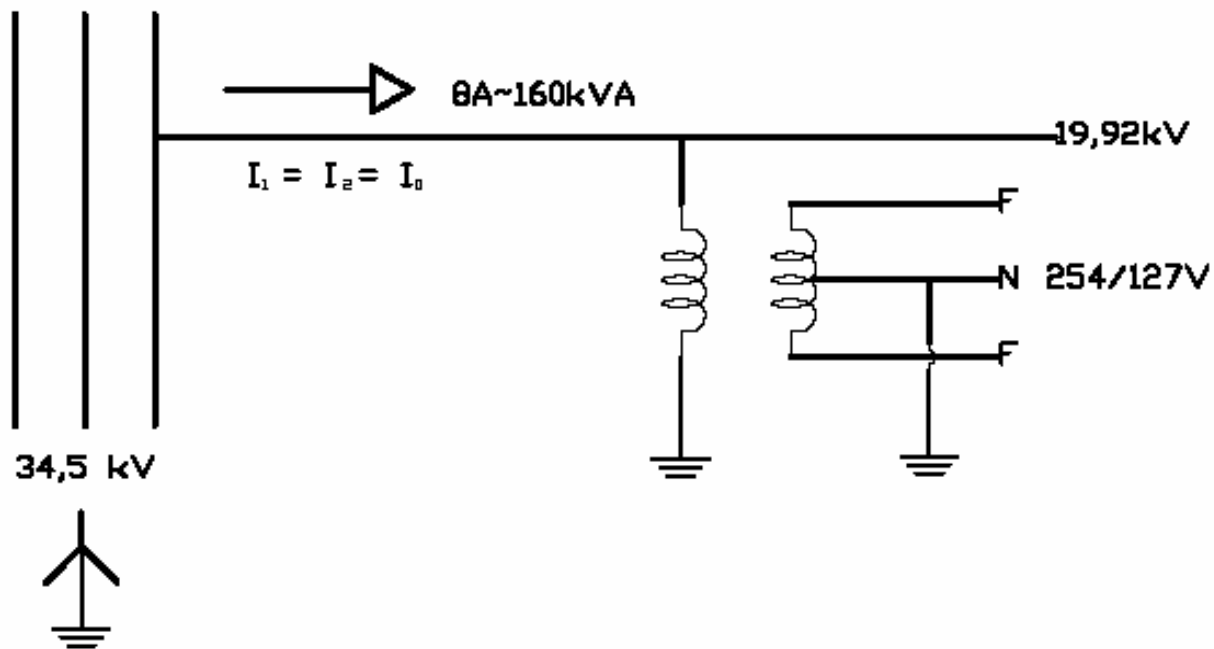 8A~160kVA
19,92kV
I₁ = I₂ = I₀
F
N 254/127V
F
34,5 kV